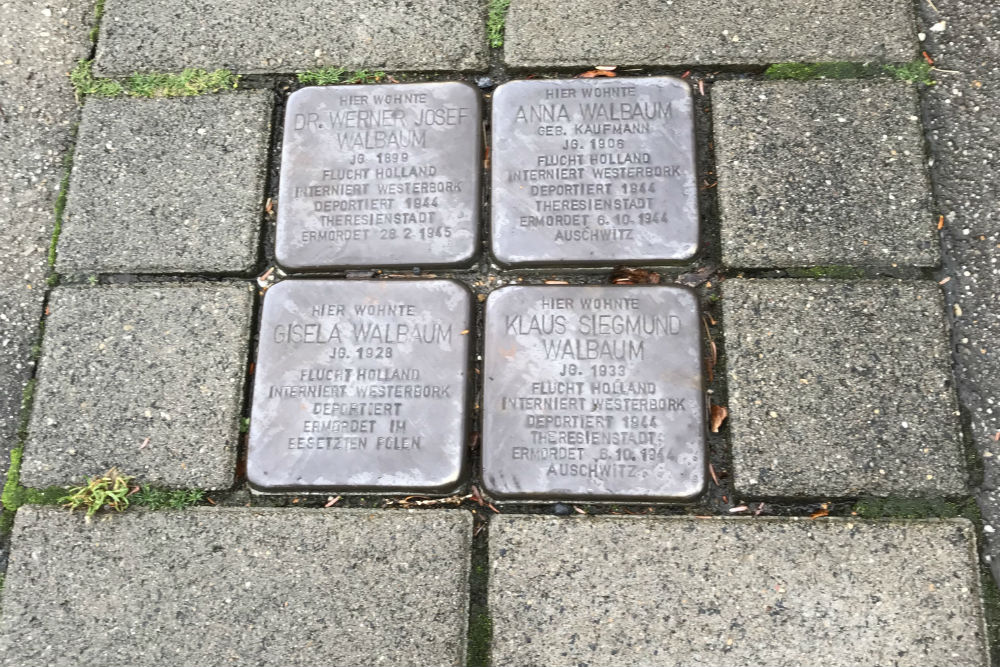 HIER WOHNTE
DR. WERNER JOSEF
WALBAUM
JG. 1899
FLUCHT HOLLAND
INTERNIERT WESTERBORK
DEPORTIERT 1944
THERESIENSTADT
ERMORDET 28.2.1945
HIER WOHNTE
ANNA WALBAUM
GEB. KAUFMANN
JG. 1906
FLUCHT HOLLAND
INTERNIERT WESTERBORK
DEPORTIERT 1944
THERESIENSTADT
ERMORDET 6.10.1944
AUSCHWITZ
HIER WOHNTE
GISELA WALBAUM
JG. 1928
FLUCHT HOLLAND
INTERNIERT WESTERBORK
DEPORTIERT
ERMORDET IM
BESETZTEN POLEN
HIER WOHNTE
KLAUS SIEGMUND
WALBAUM
JG. 1933
FLUCHT HOLLAND
INTERNIERT WESTERBORK
DEPORTIERT 1944
THERESIENSTADT
ERMORDET 6.10.1944
AUSCHWITZ